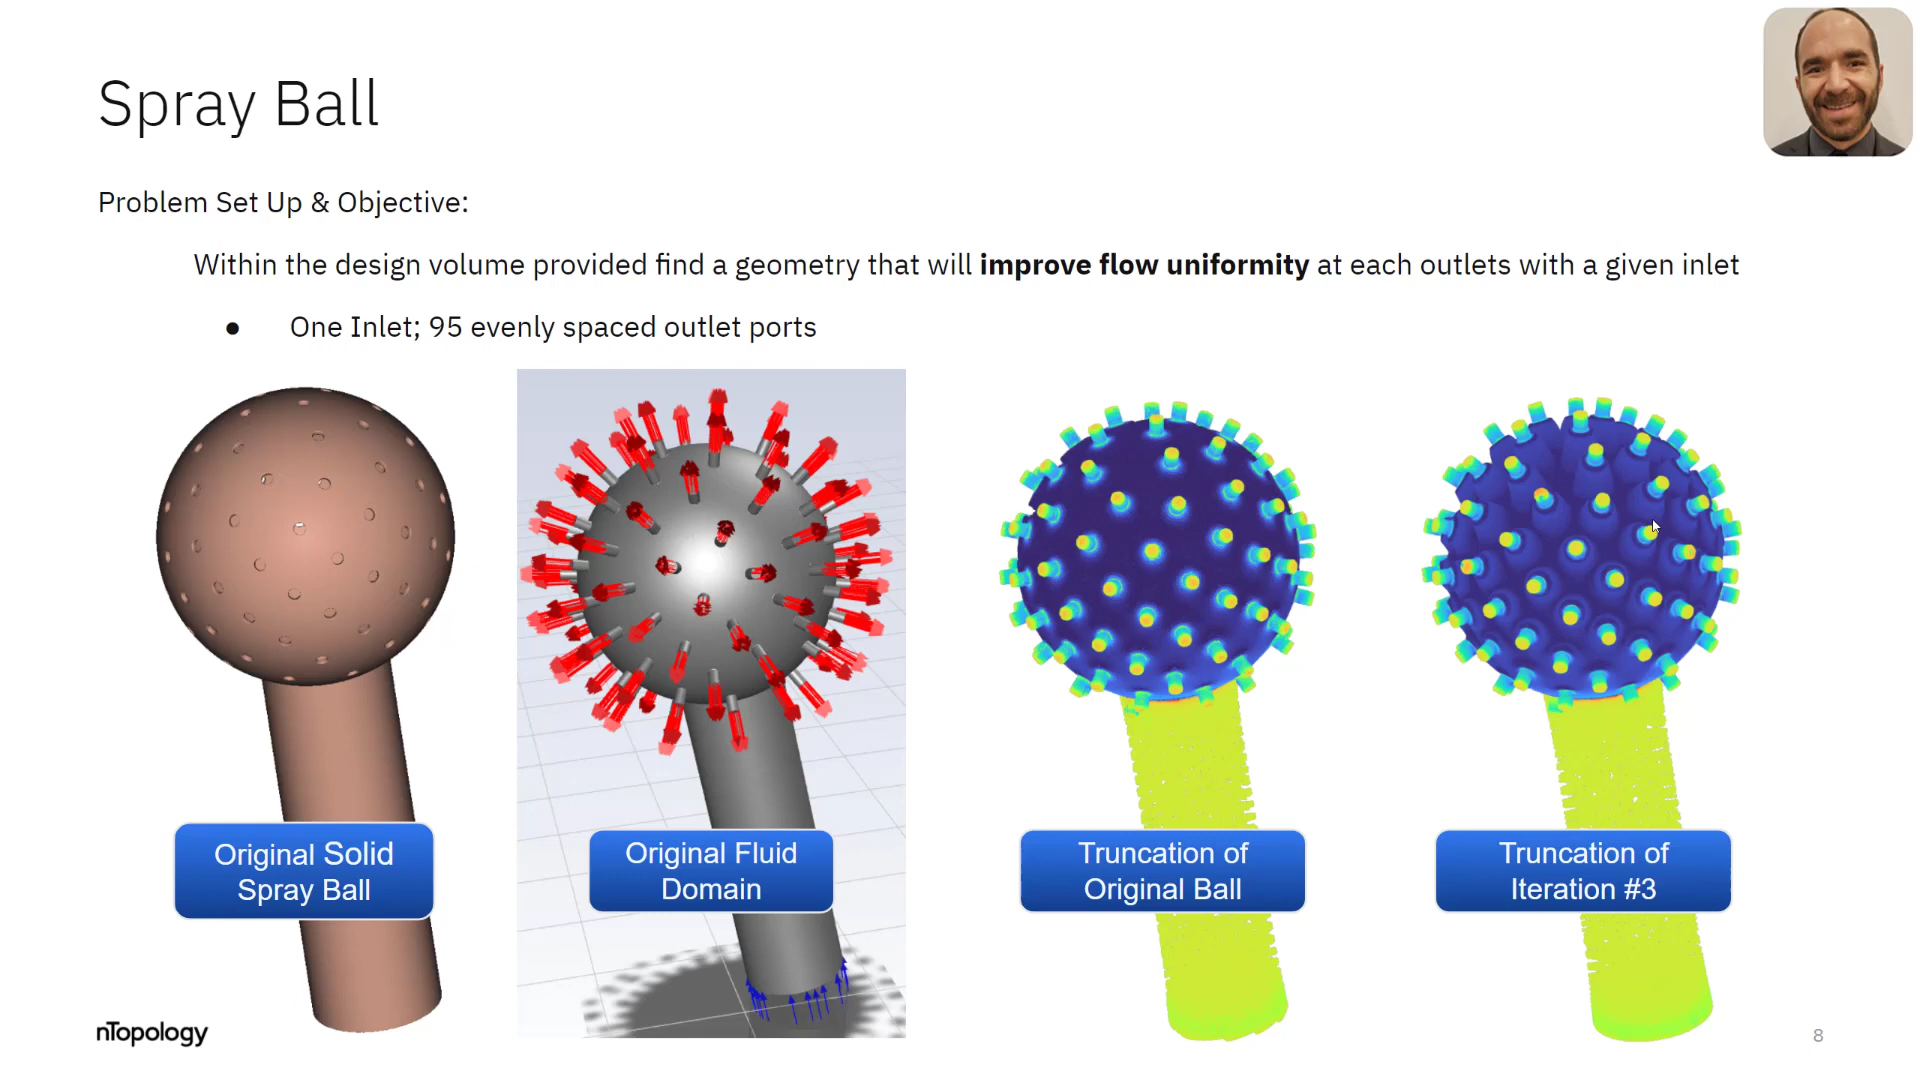 Spray Ball
Problem Set Up & Objective:
Within the design volume provided find a geometry that will improve flow uniformity at each outlets with a given inlet
● One Inlet; 95 evenly spaced outlet ports
Original Solid
Spray Ball
Original Fluid
Domain
Truncation of
Original Ball
Truncation of
Iteration #3
nTopology
8